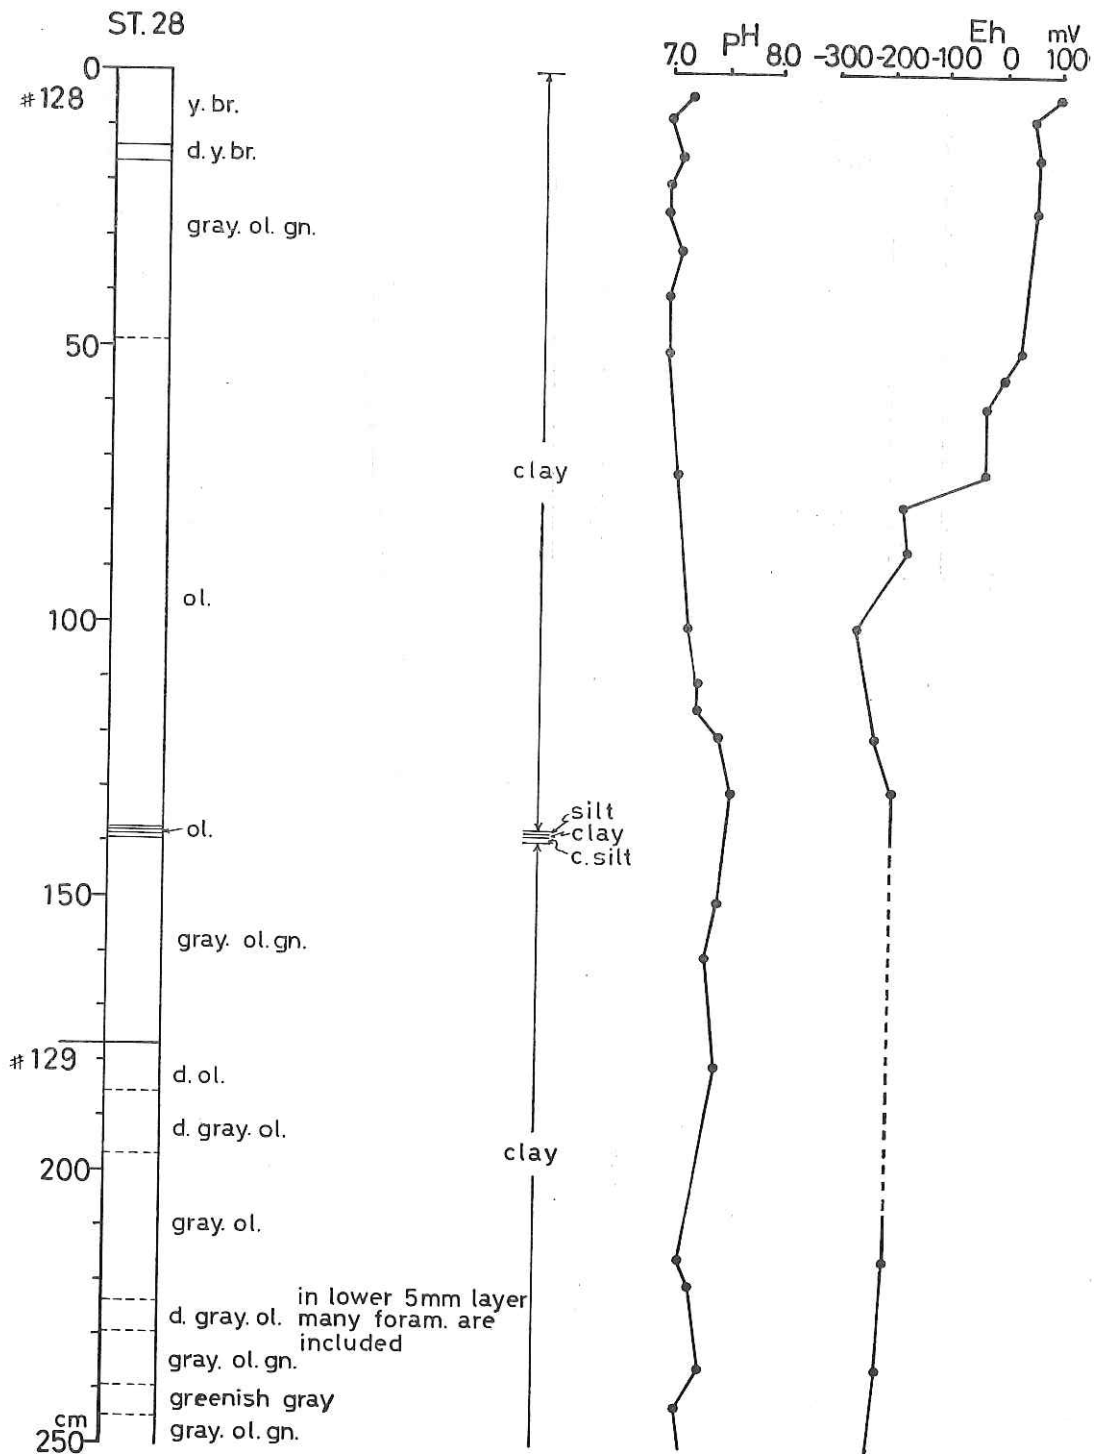 ST. 28
pH
Eh mV
7.0 8.0
-300 -200 -100 0 100
0
#128
y. br.
d. y. br.
gray. ol. gn.
50
clay
ol.
100
silt
ol.
clay
c. silt
150
gray. ol. gn.
#129
d. ol.
d. gray. ol.
clay
200
gray. ol.
in lower 5mm layer
d. gray. ol. many foram. are
included
gray. ol. gn.
greenish gray
cm
gray. ol. gn.
250